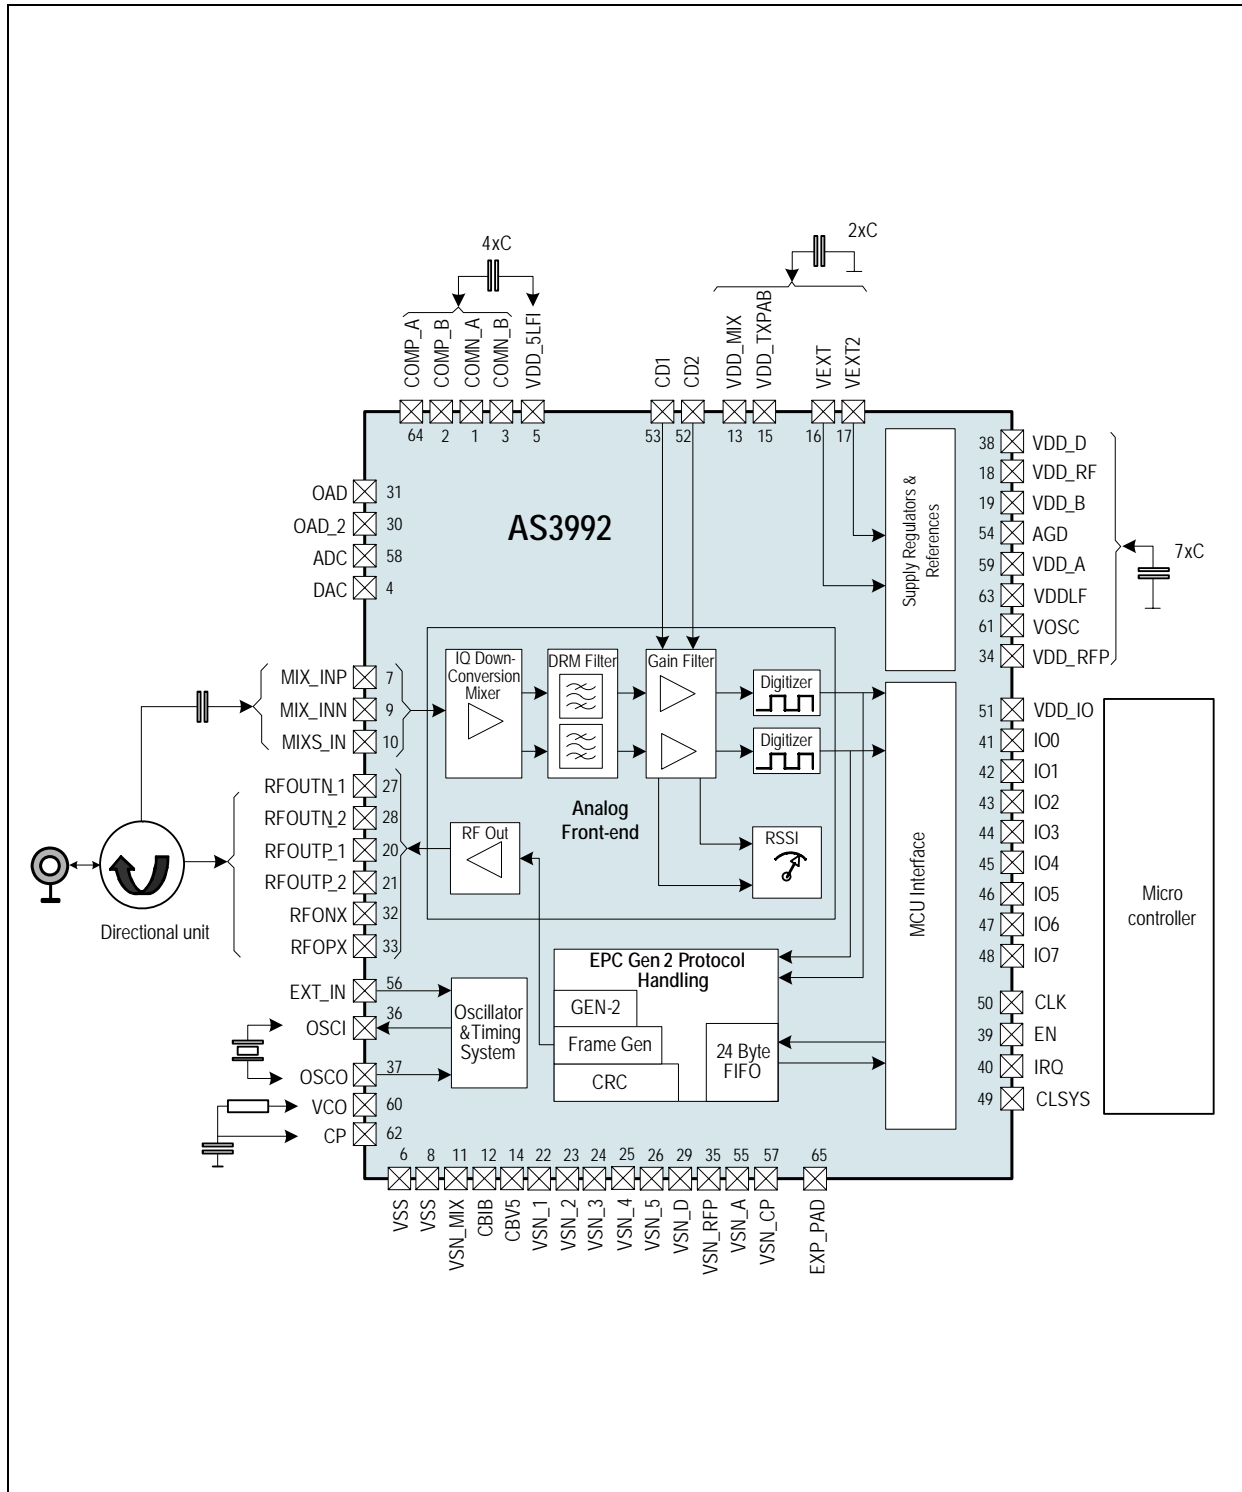 4xC
2xC
COMP_A
COMP_B
COMN_A
COMN_B
VDD_5LFI
CD1
CD2
VDD_MIX
VDD_TXPAB
VEXT
VEXT2
64
2
1
3
5
53
52
13
15
16
17
AS3992
OAD 31
OAD_2 30
ADC 58
DAC 4
MIX_INP 7
MIX_INN 9
MIXS_IN 10
RFOUTN_1 27
RFOUTN_2 28
RFOUTP_1 20
RFOUTP_2 21
RFONX 32
RFOPX 33
EXT_IN 56
OSCI 36
OSCO 37
VCO 60
CP 62
Directional unit
IQ Down-
Conversion
Mixer
DRM Filter
Gain Filter
Digitizer
Digitizer
Analog
Front-end
RF Out
RSSI
Oscillator
&Timing
System
EPC Gen 2 Protocol
Handling
GEN-2
Frame Gen
CRC
24 Byte
FIFO
Supply Regulators &
References
MCU Interface
38 VDD_D
18 VDD_RF
19 VDD_B
54 AGD
59 VDD_A
63 VDDLF
61 VOSC
34 VDD_RFP
7xC
51 VDD_IO
41 IO0
42 IO1
43 IO2
44 IO3
45 IO4
46 IO5
47 IO6
48 IO7
50 CLK
39 EN
40 IRQ
49 CLSYS
Micro
controller
6
8
11
12
14
22
23
24
25
26
29
35
55
57
65
VSS
VSS
VSN_MIX
CBIB
CBV5
VSN_1
VSN_2
VSN_3
VSN_4
VSN_5
VSN_D
VSN_RFP
VSN_A
VSN_CP
EXP_PAD